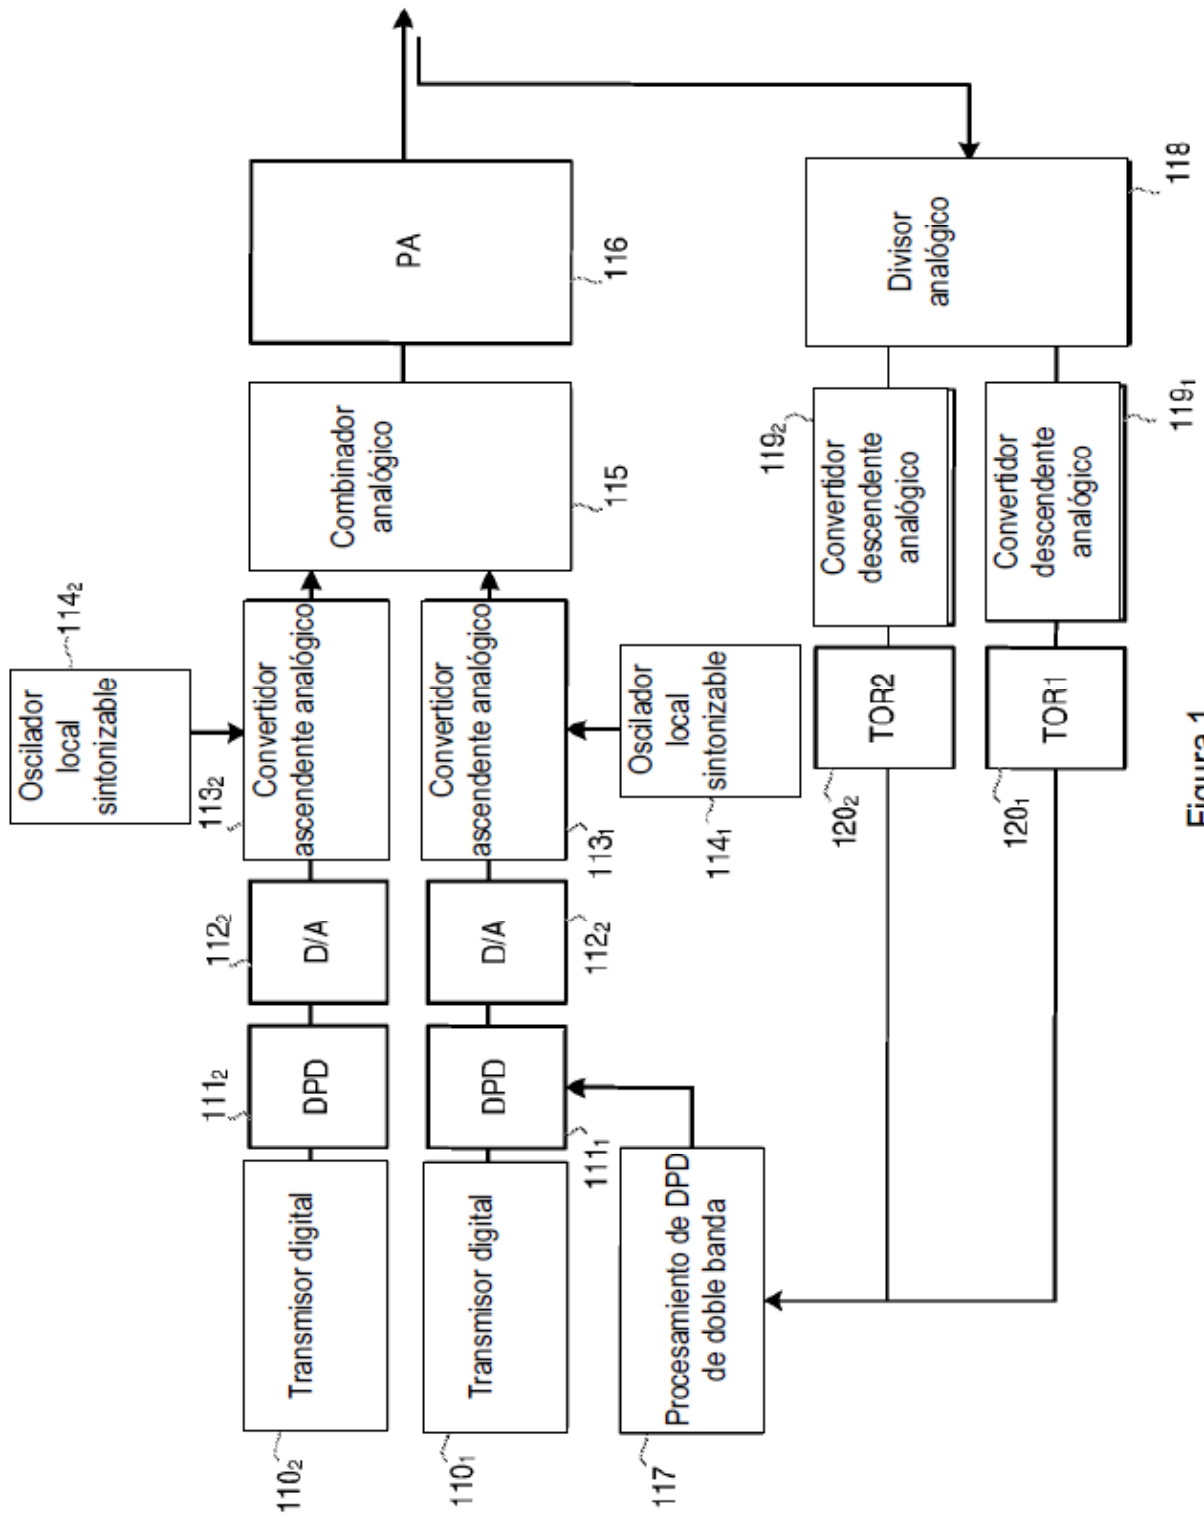 110₂
Transmisor digital
111₂
DPD
112₂
D/A
113₂
Convertidor
ascendente analógico
Oscilador
local
sintonizable
114₂
110₁
Transmisor digital
111₁
DPD
112₂
D/A
113₁
Convertidor
ascendente analógico
Oscilador
local
sintonizable
114₁
Combinador
analógico
115
PA
116
117
Procesamiento de DPD
de doble banda
120₂
TOR2
119₂
Convertidor
descendente
analógico
120₁
TOR1
119₁
Convertidor
descendente
analógico
Divisor
analógico
118
Figura 1